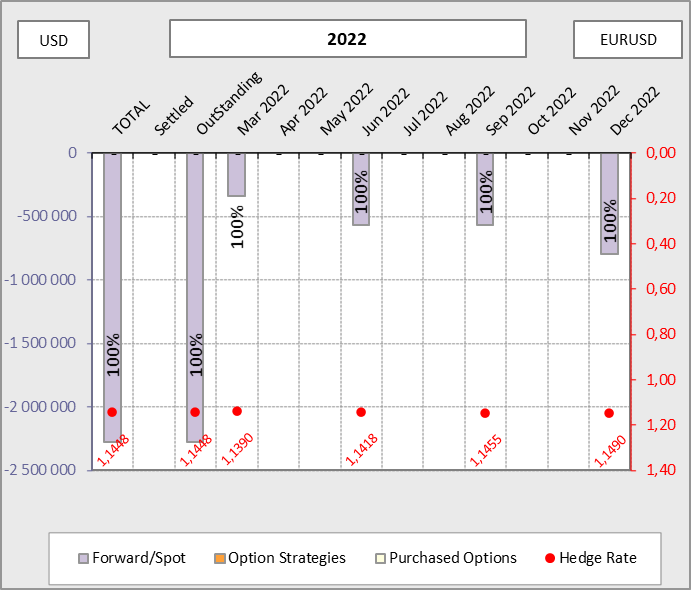 USD
2022
EURUSD
TOTAL
Settled
OutStanding
Mar 2022
Apr 2022
May 2022
Jun 2022
Jul 2022
Aug 2022
Sep 2022
Oct 2022
Nov 2022
Dec 2022
0
-500 000
-1 000 000
-1 500 000
-2 000 000
-2 500 000
100%
100%
100%
100%
100%
100%
1,1448
1,1448
1,1390
1,1418
1,1455
1,1490
0,00
0,20
0,40
0,60
0,80
1,00
1,20
1,40
Forward/Spot Option Strategies Purchased Options Hedge Rate